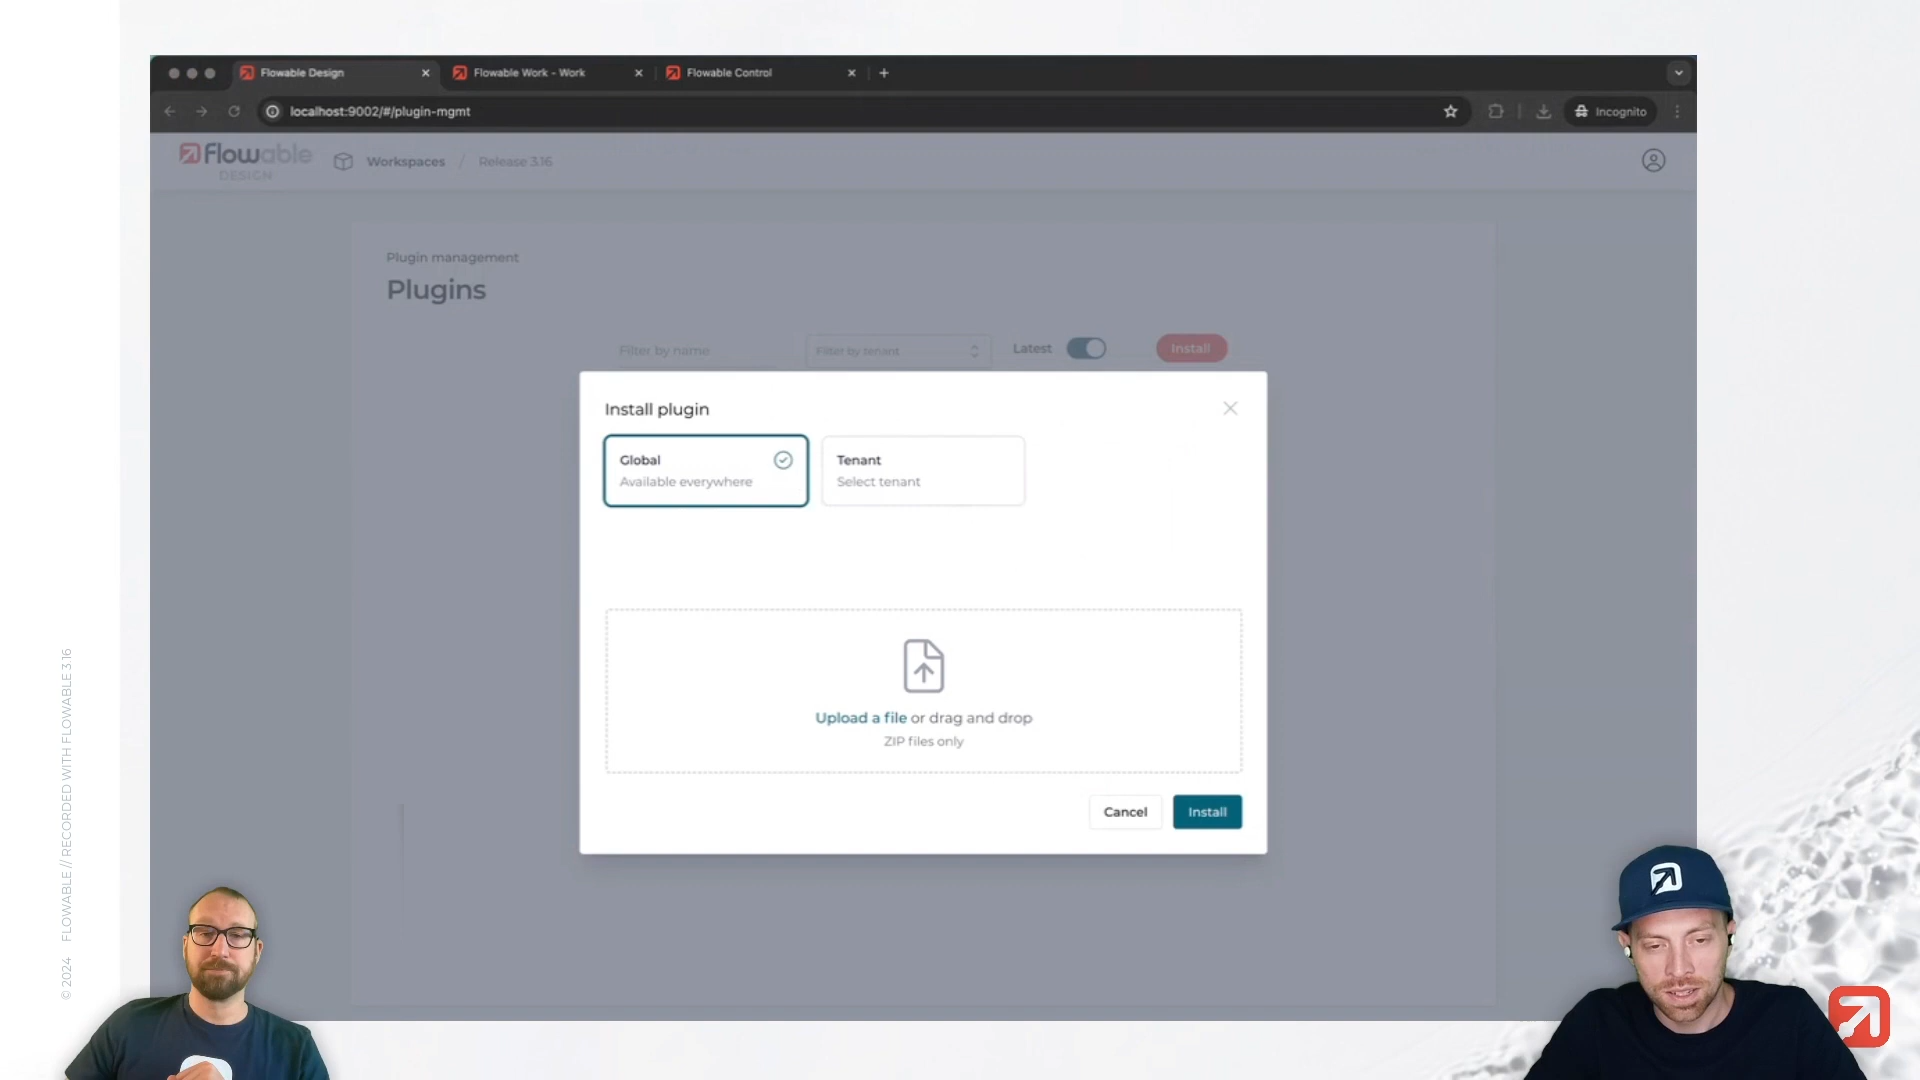 Flowable Design
Flowable Work - Work
Flowable Control
localhost:9002/#/plugin-mgmt
Incognito
Flowable
DESIGN
Workspaces / Release 3.16
Plugin management
Plugins
Filter by name
Filter by tenant
Latest
Install
Install plugin
Global
Available everywhere
Tenant
Select tenant
Upload a file or drag and drop
ZIP files only
Cancel
Install
© 2024 FLOWABLE // RECORDED WITH FLOWABLE 3.16